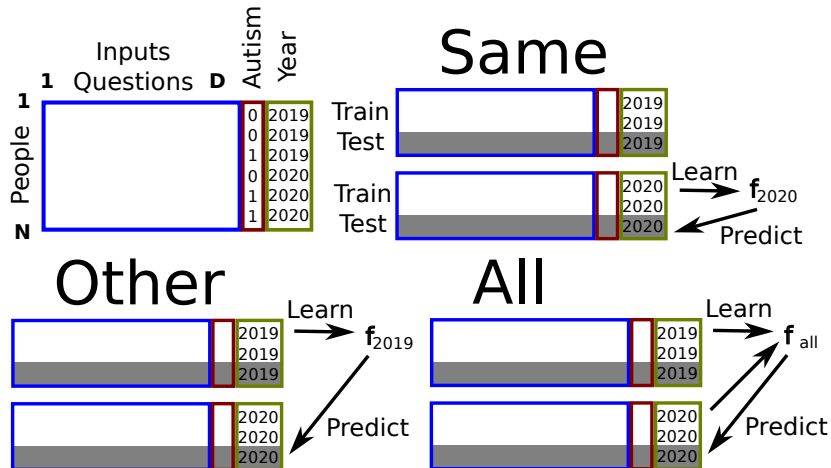 Inputs
Questions
1
D
Autism
Year
1
People
N
0 2019
0 2019
1 2019
0 2020
1 2020
1 2020
Same
Train
Test
2019
2019
2019
Train
Test
2020
2020
2020
Learn
f2020
Predict
Other
2019
2019
2019
Learn
f2019
2020
2020
2020
Predict
All
2019
2019
2019
Learn
f all
2020
2020
2020
Predict